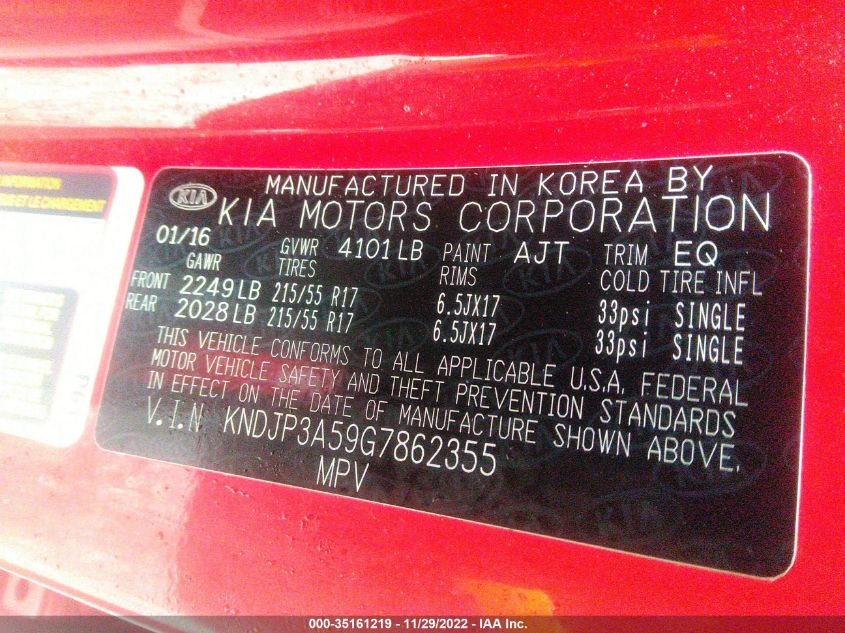 INFORMATION
US ET LE CHARGEMENT
KIA
MANUFACTURED IN KOREA BY
KIA MOTORS CORPORATION
01/16 GVWR 4101 LB PAINT AJT TRIM EQ
GAWR TIRES RIMS COLD TIRE INFL
FRONT 2249 LB 215/55 R17 6.5JX17 33psi SINGLE
REAR 2028 LB 215/55 R17 6.5JX17 33psi SINGLE
THIS VEHICLE CONFORMS TO ALL APPLICABLE U.S.A. FEDERAL
MOTOR VEHICLE SAFETY AND THEFT PREVENTION STANDARDS
IN EFFECT ON THE DATE OF MANUFACTURE SHOWN ABOVE.
V.I.N KNDJP3A59G7862355
MPV
000-35161219 - 11/29/2022 - IAA Inc.